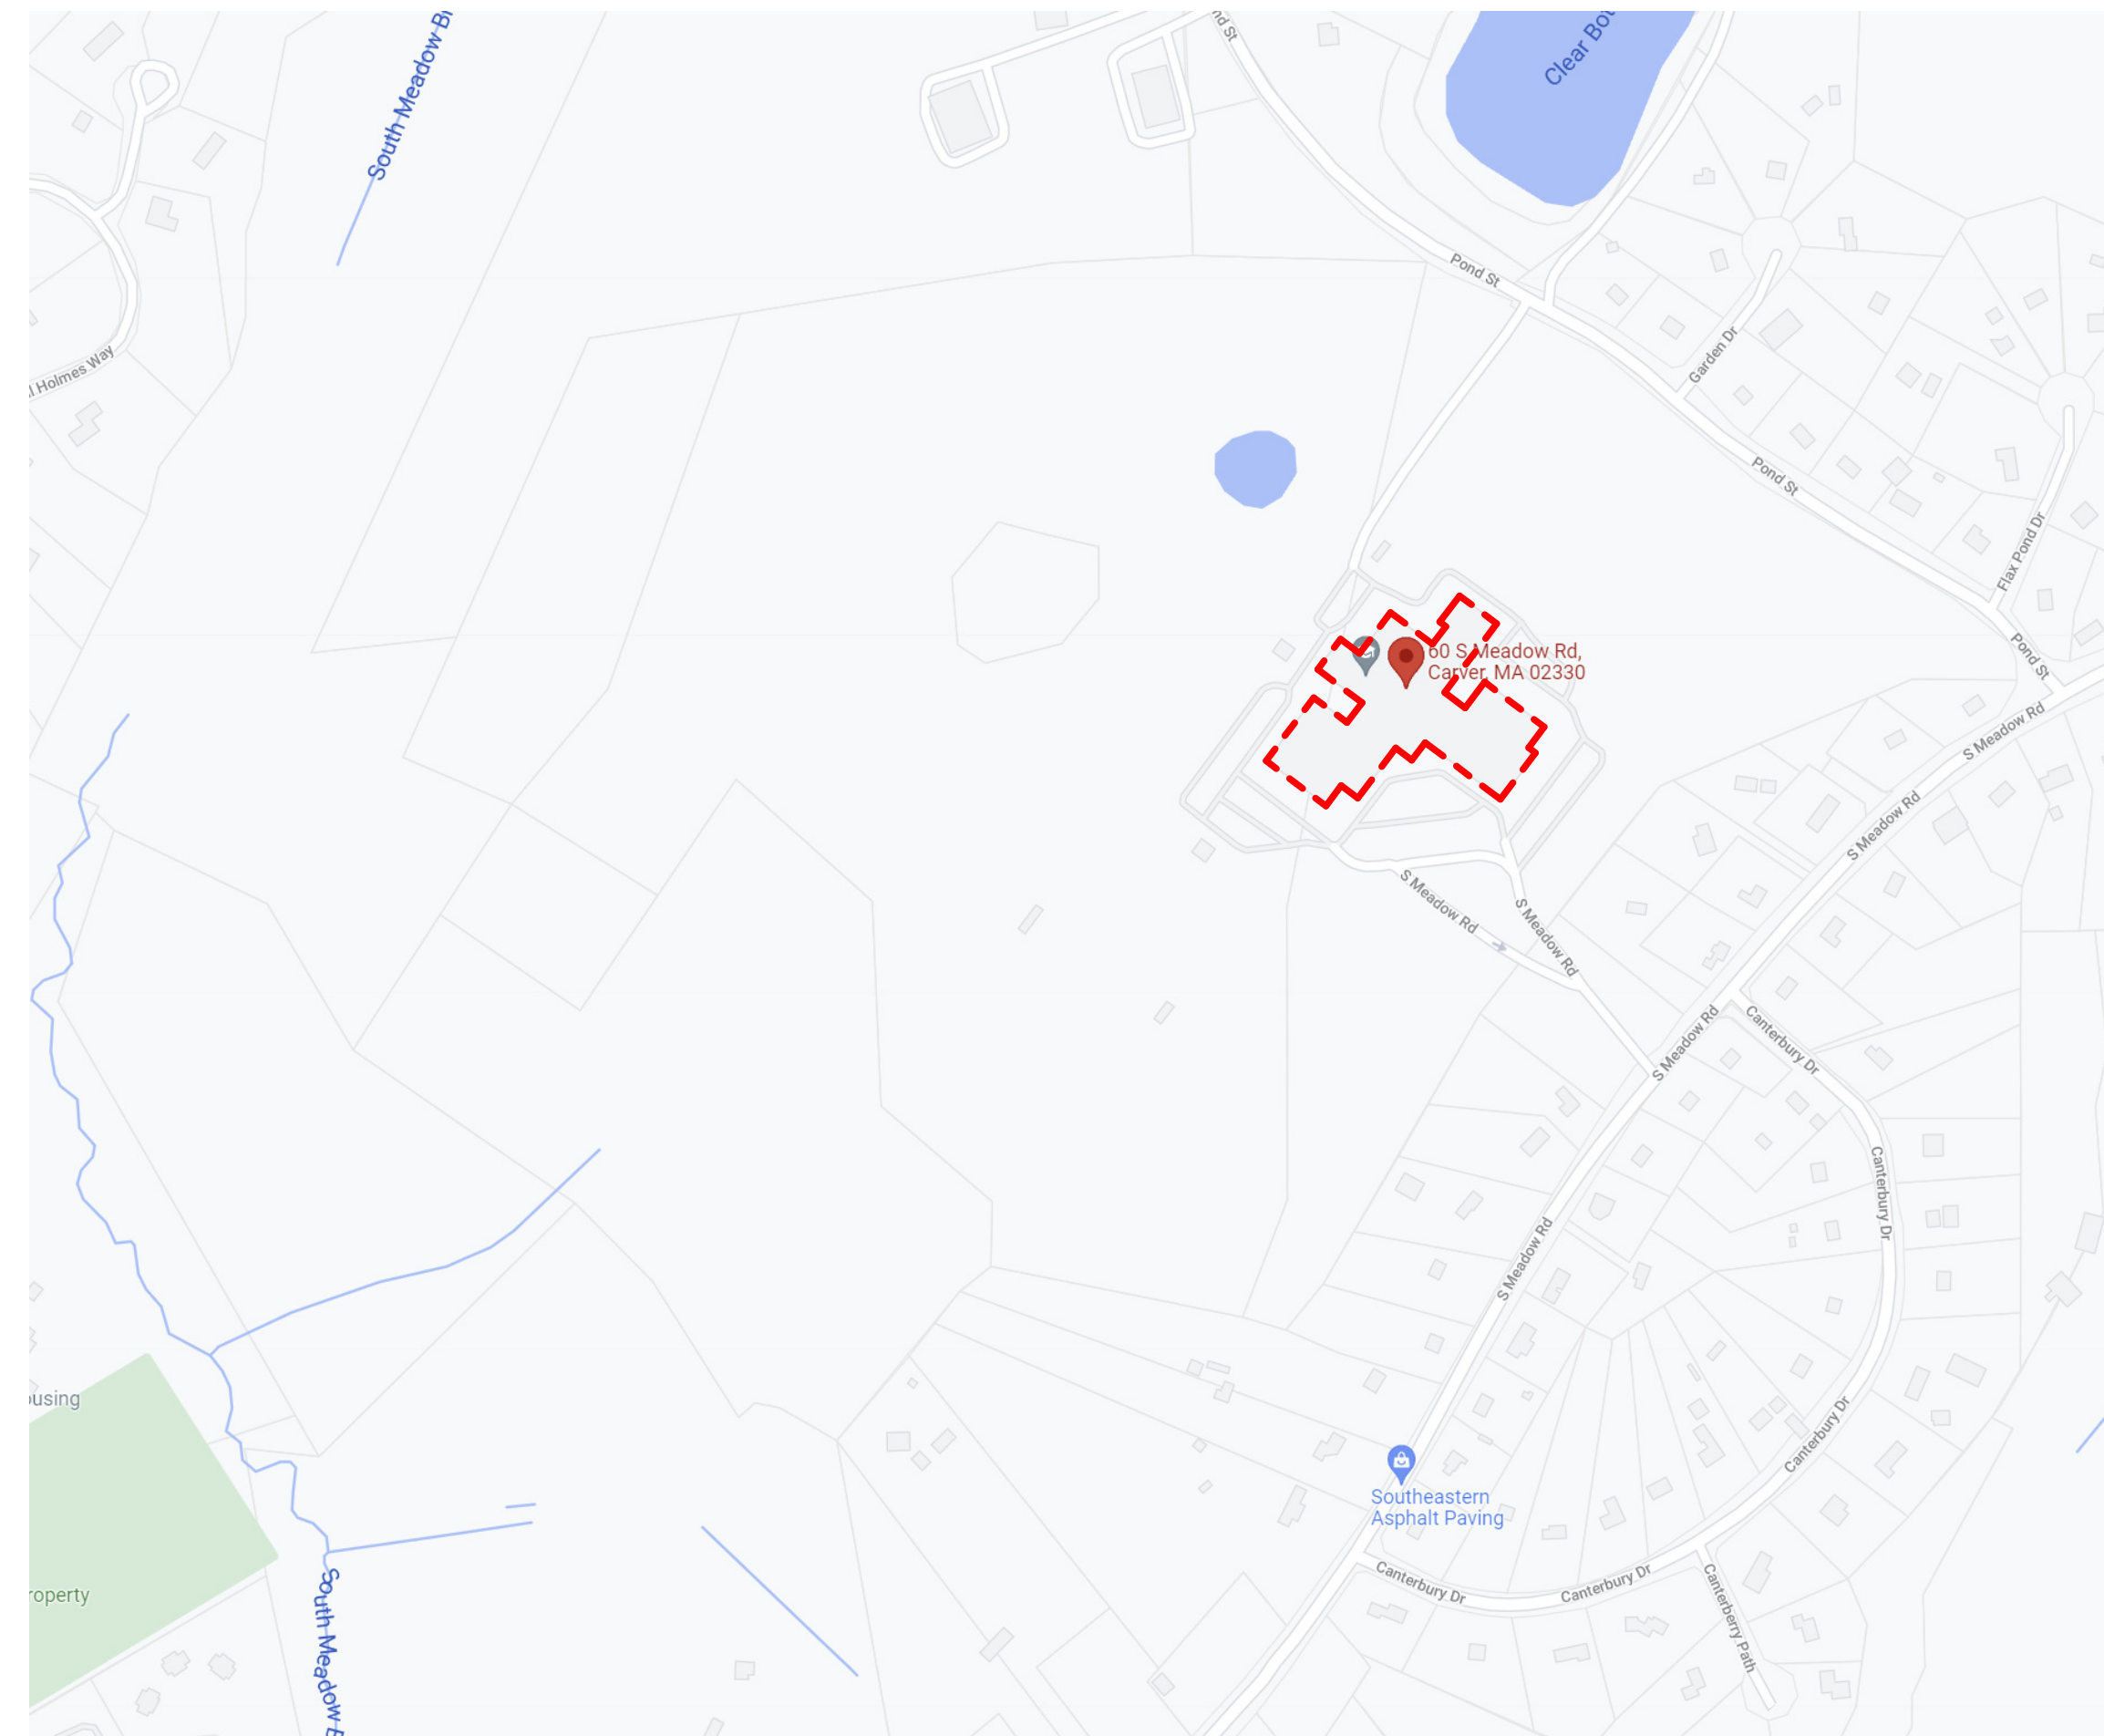 South Meadow Br
nd St
Clear Bot
Pond St
Garden Dr
l Holmes Way
Pond St
Flax Pond Dr
Pond St
60 S Meadow Rd,
Carver, MA 02330
S Meadow Rd
S Meadow Rd
S Meadow Rd
S Meadow Rd
S Meadow Rd
Canterbury Dr
Canterbury Dr
S Meadow Rd
ousing
Canterbury Dr
Southeastern
Asphalt Paving
Canterbury Dr
Canterbury Dr
Canterberry Path
roperty
South Meadow B